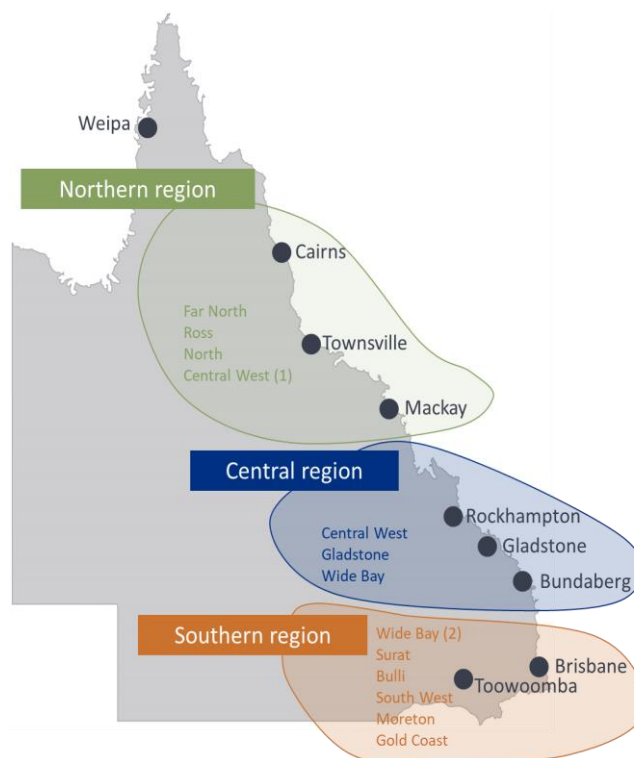 Weipa
Northern region
Cairns
Far North
Ross
North
Central West (1)
Townsville
Mackay
Central region
Rockhampton
Central West
Gladstone
Gladstone
Wide Bay
Bundaberg
Southern region
Wide Bay (2)
Surat
Bulli
South West
Moreton
Gold Coast
Brisbane
Toowoomba